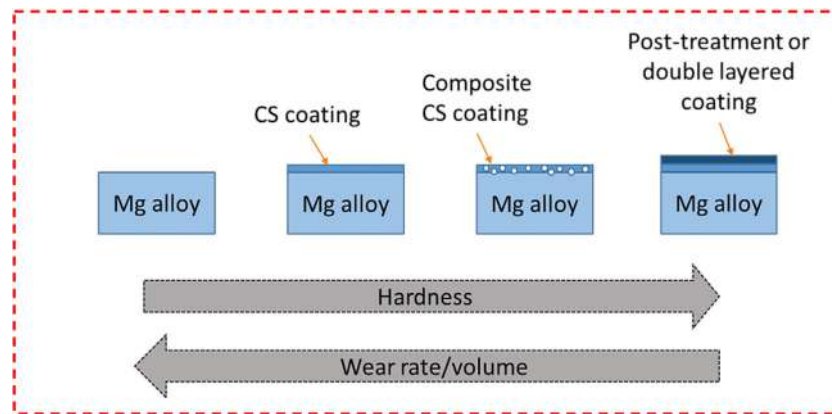 Post-treatment or
double layered
coating
Composite
CS coating
CS coating
Mg alloy
Mg alloy
Mg alloy
Mg alloy
Hardness
Wear rate/volume